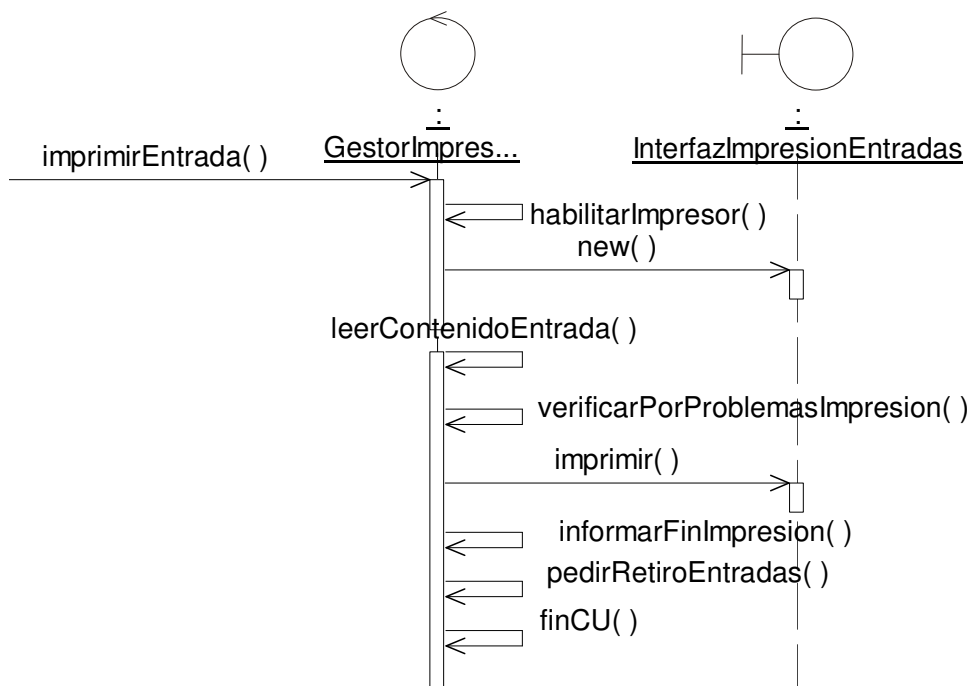 :
:
GestorImpres...
InterfazImpresionEntradas
imprimirEntrada( )
habilitarImpresor( )
new( )
leerContenidoEntrada( )
verificarPorProblemasImpresion( )
imprimir( )
informarFinImpresion( )
pedirRetiroEntradas( )
finCU( )